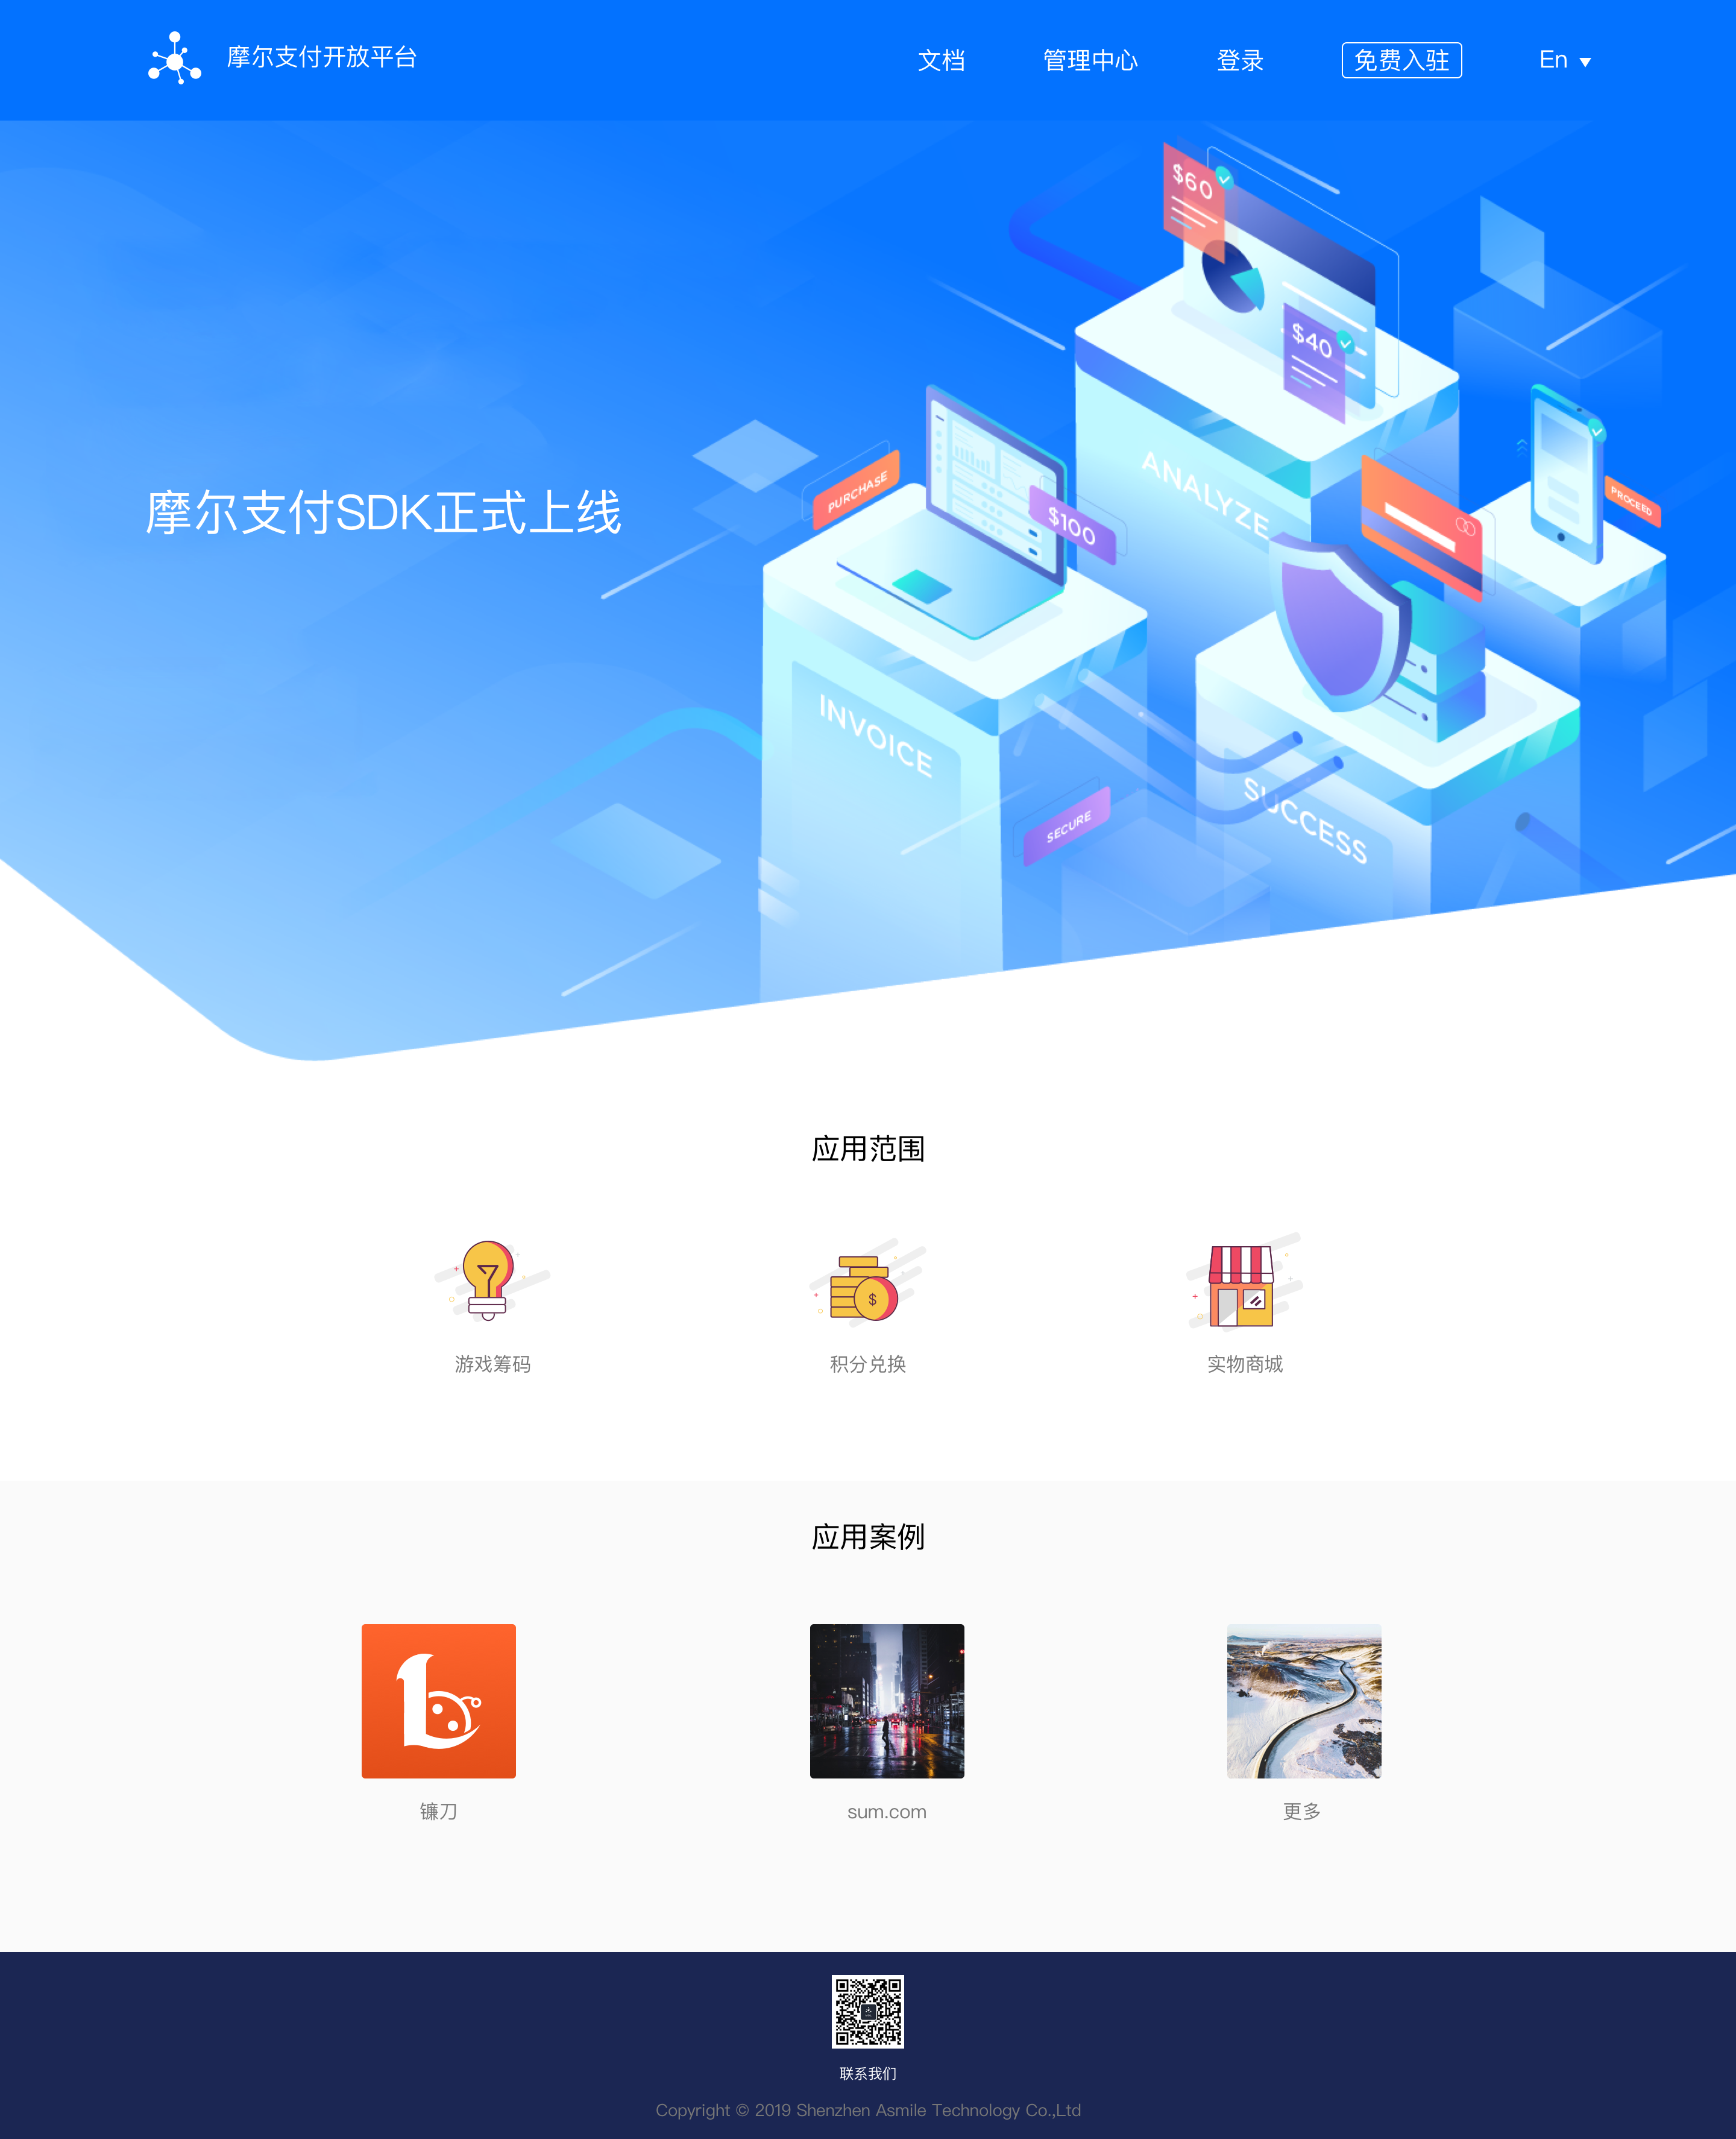 摩尔支付开放平台
文档
管理中心
登录
免费入驻
En
$60
$40
ANALYZE
PURCHASE
$100
PROCEED
摩尔支付SDK正式上线
INVOICE
SECURE
SUCCESS
应用范围
游戏筹码
积分兑换
实物商城
应用案例
镰刀
sum.com
更多
联系我们
Copyright © 2019 Shenzhen Asmile Technology Co.,Ltd